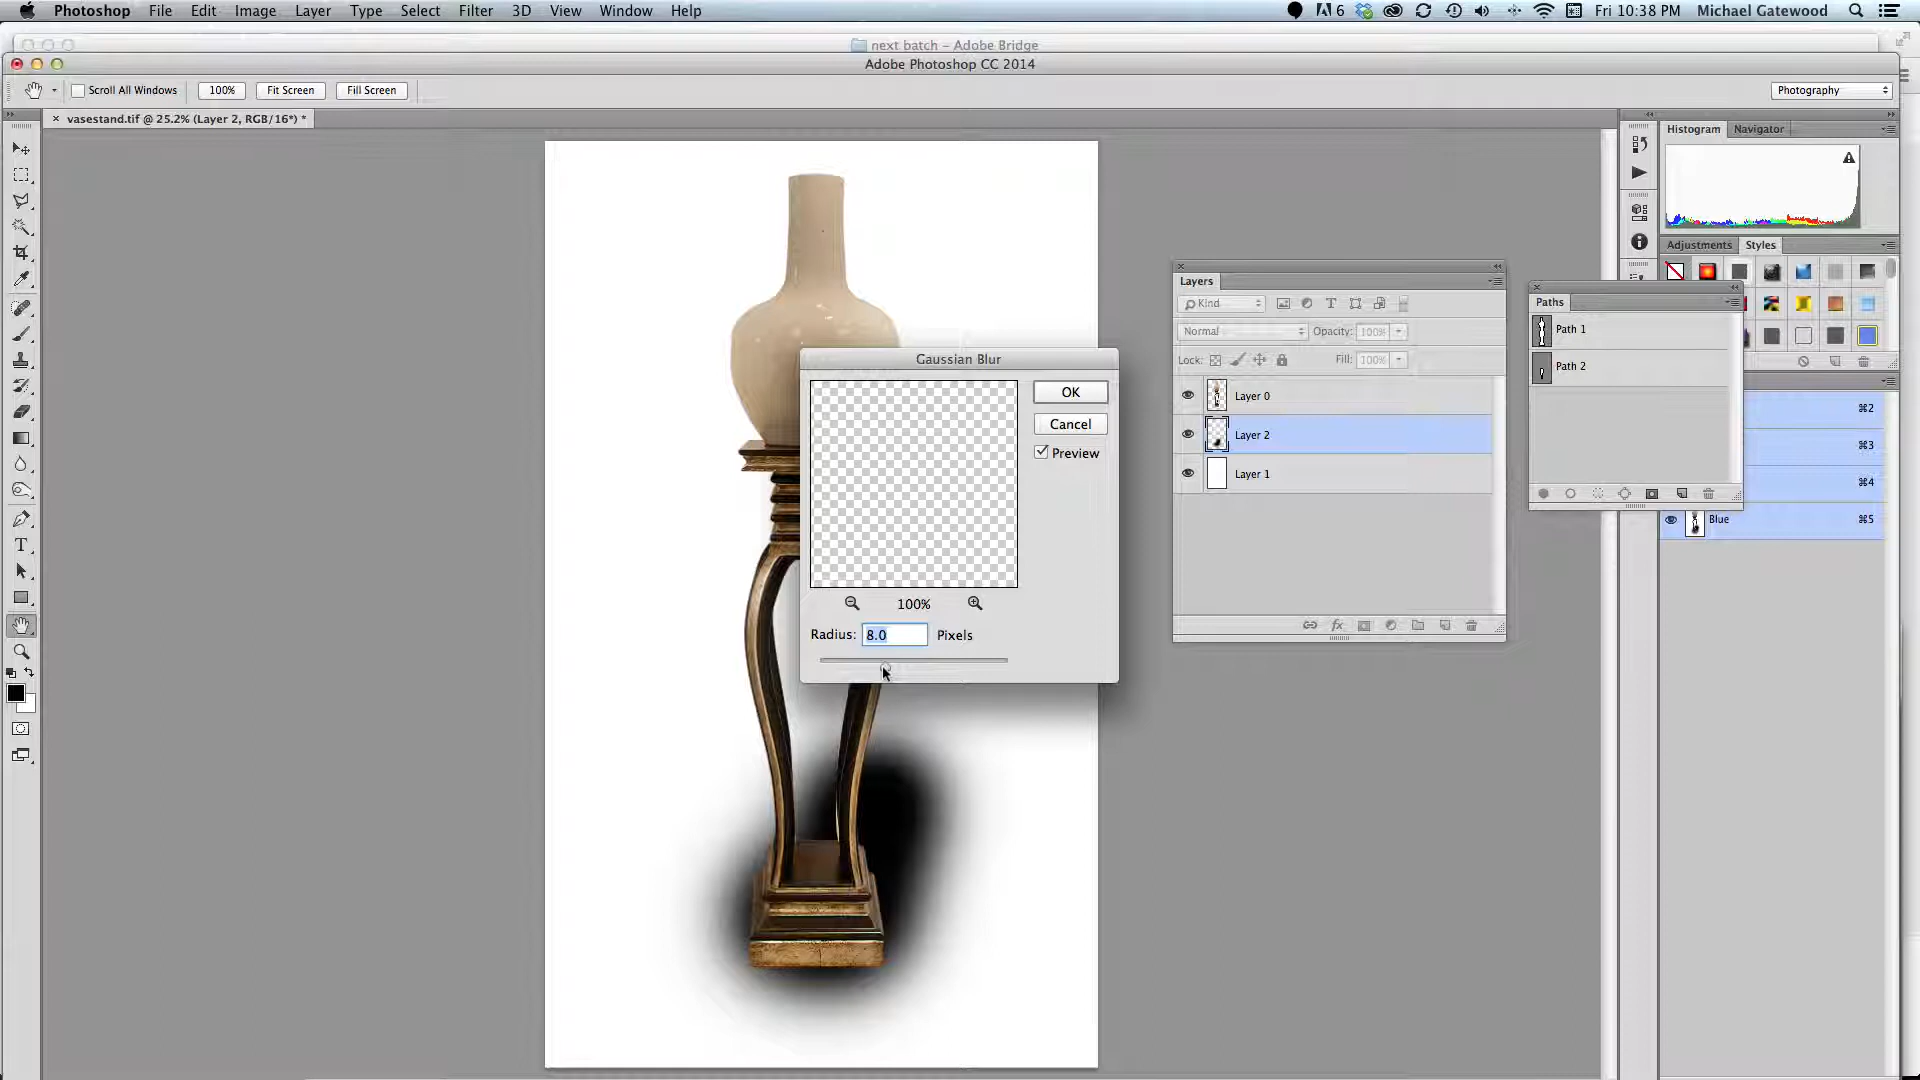 Photoshop File Edit Image Layer Type Select Filter 3D View Window Help 6 Fri 10:38 PM Michael Gatewood
next batch – Adobe Bridge
Adobe Photoshop CC 2014
Scroll All Windows 100% Fit Screen Fill Screen Photography
× vasestand.tif @ 25.2% (Layer 2, RGB/16*) *
Histogram Navigator
Adjustments Styles
Layers
Kind
Normal Opacity: 100%
Lock: Fill: 100%
Layer 0
Layer 2
Layer 1
Paths
Path 1
Path 2
⌘2
⌘3
⌘4
Blue ⌘5
Gaussian Blur
OK
Cancel
Preview
100%
Radius: 8.0 Pixels